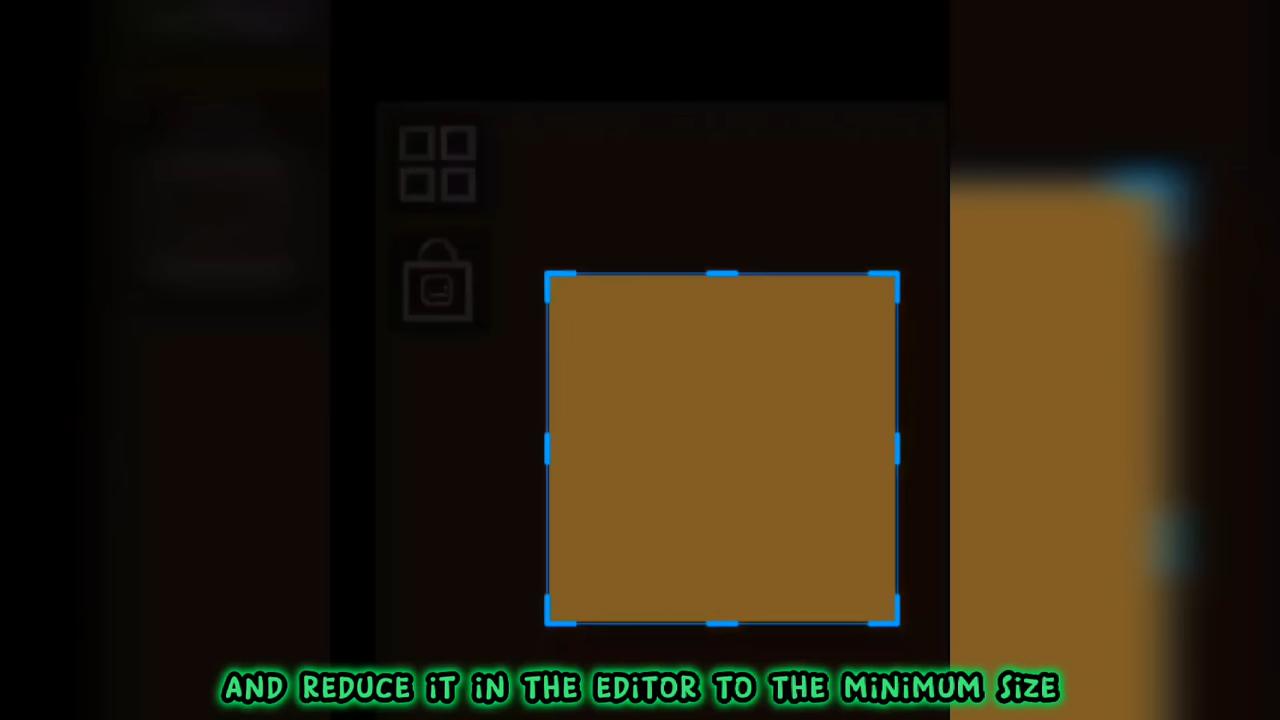 AND REDUCE IT IN THE EDITOR TO THE MINIMUM SIZE